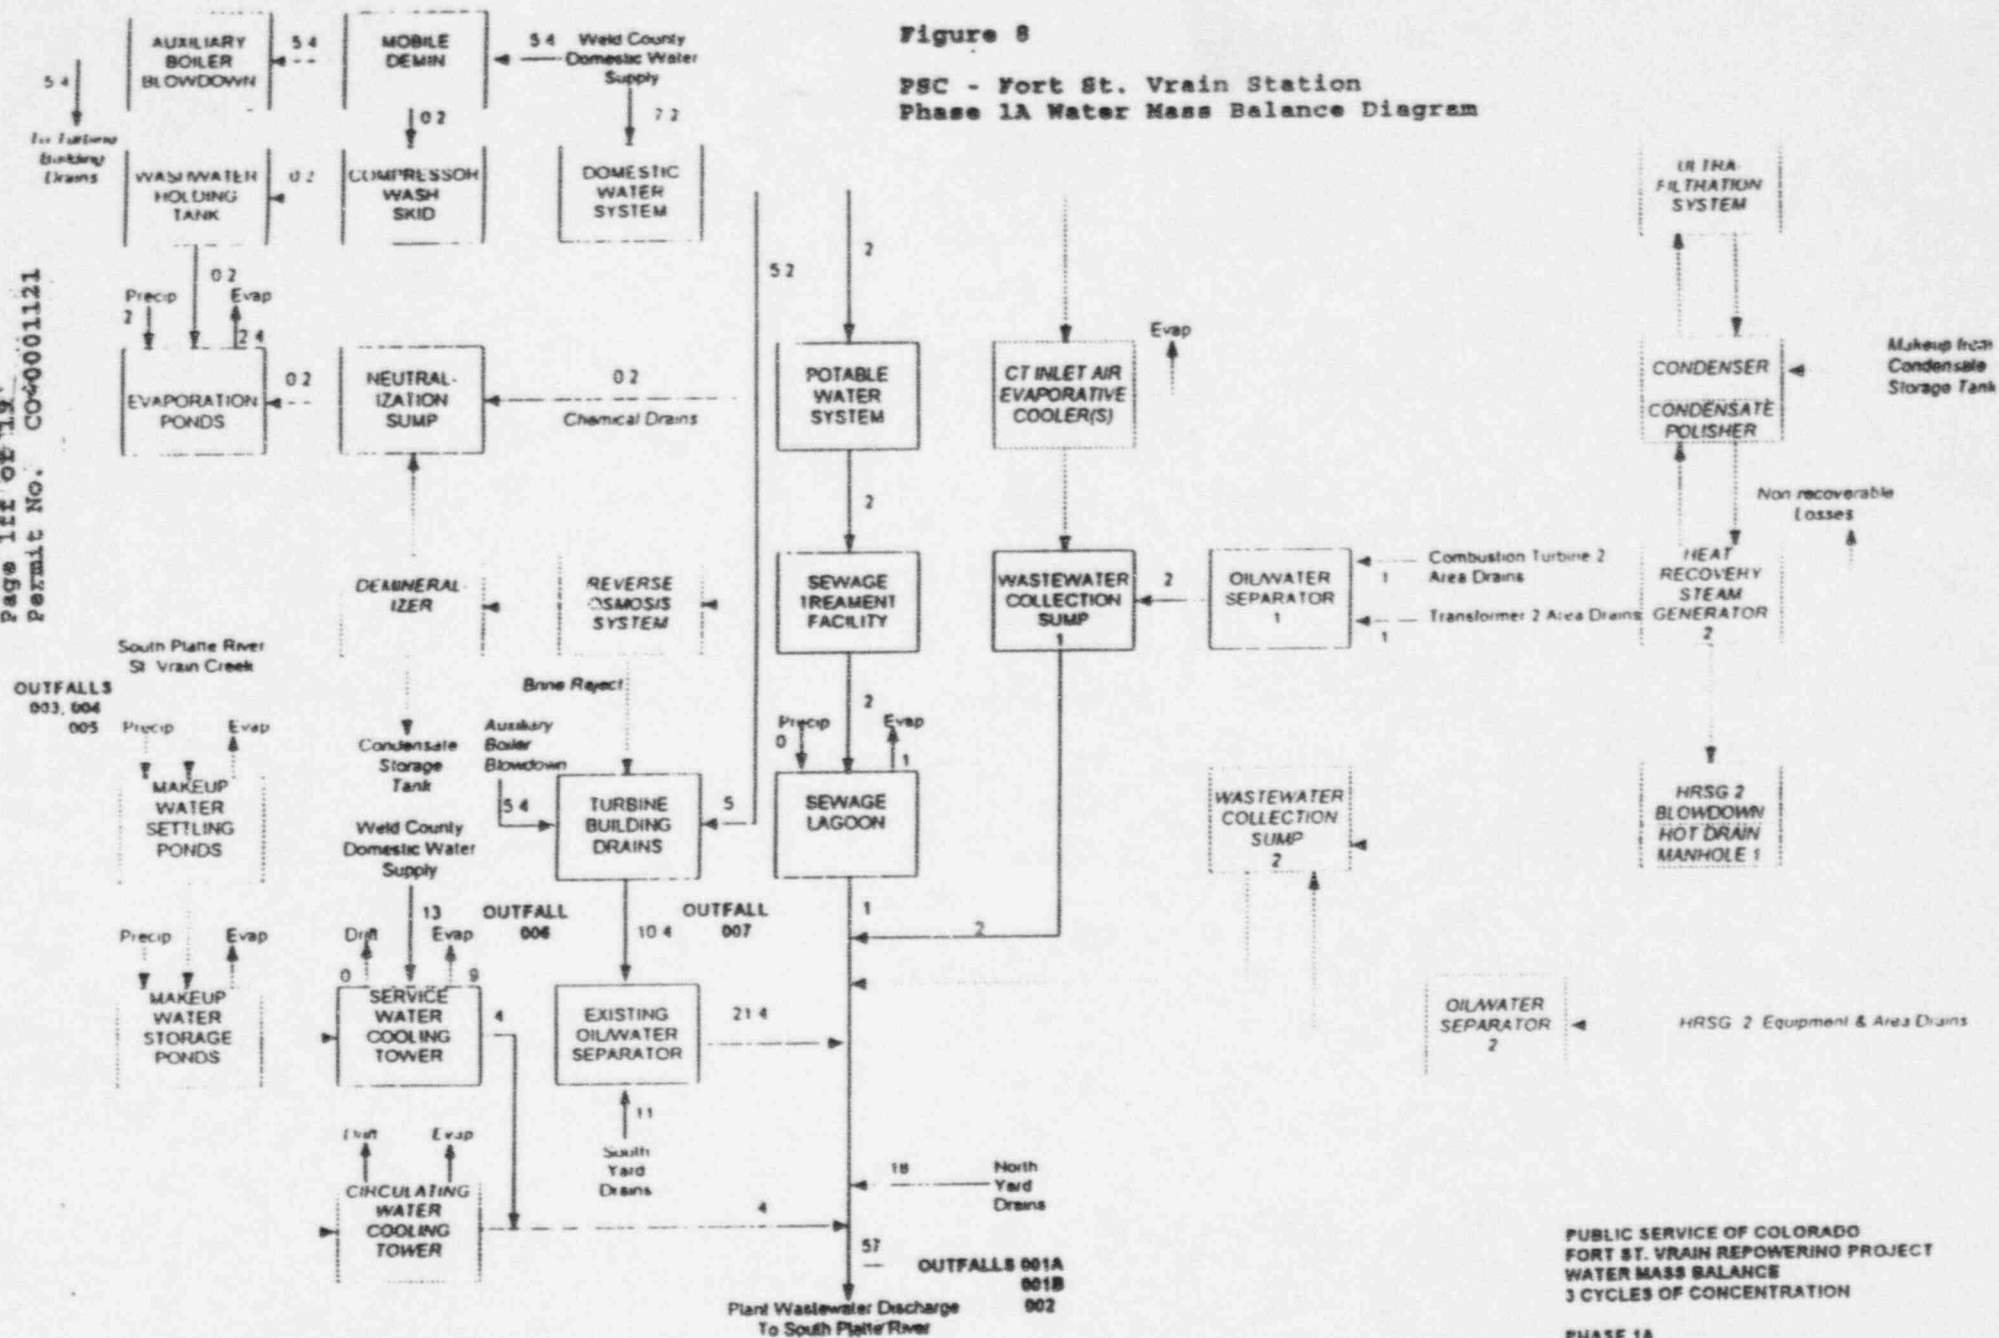 Figure 8
PSC - Fort St. Vrain Station
Phase 1A Water Mass Balance Diagram
Permit No. CO-0001121
AUXILIARY
BOILER
BLOWDOWN
5 4
MOBILE
DEMIN
5 4
Weld County
Domestic Water
Supply
5 4
To Turbine
Building
Drains
0 2
7 2
WASHWATER
HOLDING
TANK
0 2
COMPRESSOR
WASH
SKID
DOMESTIC
WATER
SYSTEM
ULTRA-
FILTRATION
SYSTEM
0 2
Precip
2
Evap
2 4
5 2
2
EVAPORATION
PONDS
0 2
NEUTRAL-
IZATION
SUMP
0 2
Chemical Drains
POTABLE
WATER
SYSTEM
CT INLET AIR
EVAPORATIVE
COOLER(S)
Evap
CONDENSER
CONDENSATE
POLISHER
Makeup from
Condensate
Storage Tank
2
Non recoverable
Losses
DEMINERAL-
IZER
REVERSE
OSMOSIS
SYSTEM
SEWAGE
TREAMENT
FACILITY
WASTEWATER
COLLECTION
SUMP
1
2
OIL/WATER
SEPARATOR
1
Combustion Turbine 2
Area Drains
1
Transformer 2 Area Drains
1
HEAT
RECOVERY
STEAM
GENERATOR
2
South Platte River
St. Vrain Creek
OUTFALLS
003, 004
005
Precip
Evap
Brine Reject
2
Condensate
Storage
Tank
Auxiliary
Boiler
Blowdown
Precip
0
Evap
1
MAKEUP
WATER
SETTLING
PONDS
Weld County
Domestic Water
Supply
5 4
TURBINE
BUILDING
DRAINS
5
SEWAGE
LAGOON
WASTEWATER
COLLECTION
SUMP
2
HRSG 2
BLOWDOWN
HOT DRAIN
MANHOLE 1
Precip
Evap
Drift
0
13
Evap
9
OUTFALL
006
10 4
OUTFALL
007
1
2
MAKEUP
WATER
STORAGE
PONDS
SERVICE
WATER
COOLING
TOWER
4
EXISTING
OIL/WATER
SEPARATOR
21 4
OIL/WATER
SEPARATOR
2
HRSG 2 Equipment & Area Drains
11
South
Yard
Drains
Drift
Evap
18
North
Yard
Drains
CIRCULATING
WATER
COOLING
TOWER
4
57
OUTFALLS 001A
001B
002
Plant Wastewater Discharge
To South Platte River
PUBLIC SERVICE OF COLORADO
FORT ST. VRAIN REPOWERING PROJECT
WATER MASS BALANCE
3 CYCLES OF CONCENTRATION
PHASE 1A